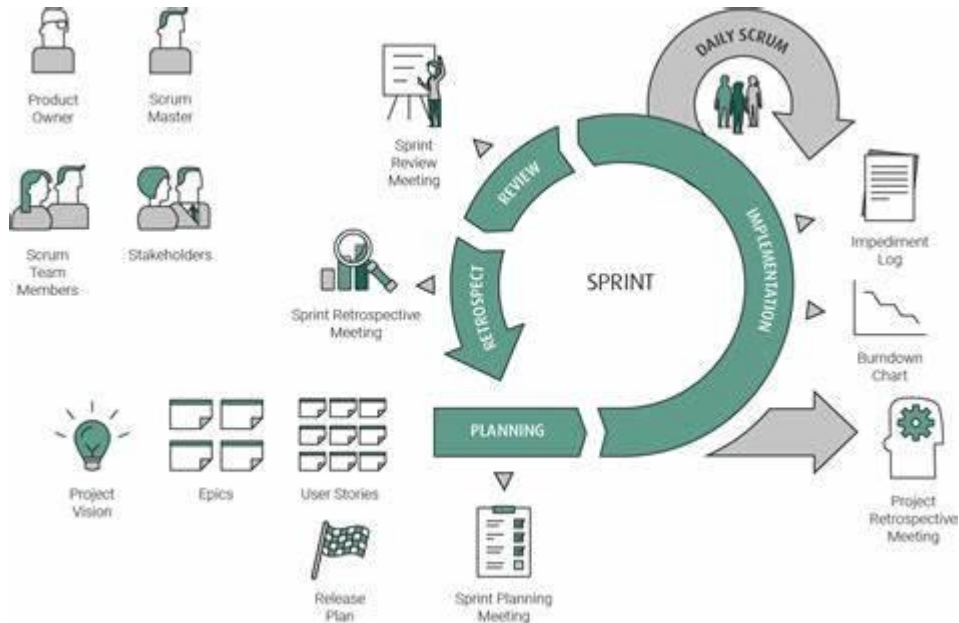 Product
Owner
Scrum
Master
Scrum
Team
Members
Stakeholders
Sprint
Review
Meeting
Sprint Retrospective
Meeting
DAILY SCRUM
REVIEW
RETROSPECT
SPRINT
IMPLEMENTATION
PLANNING
Impediment
Log
Burndown
Chart
Project
Retrospective
Meeting
Project
Vision
Epics
User Stories
Release
Plan
Sprint Planning
Meeting